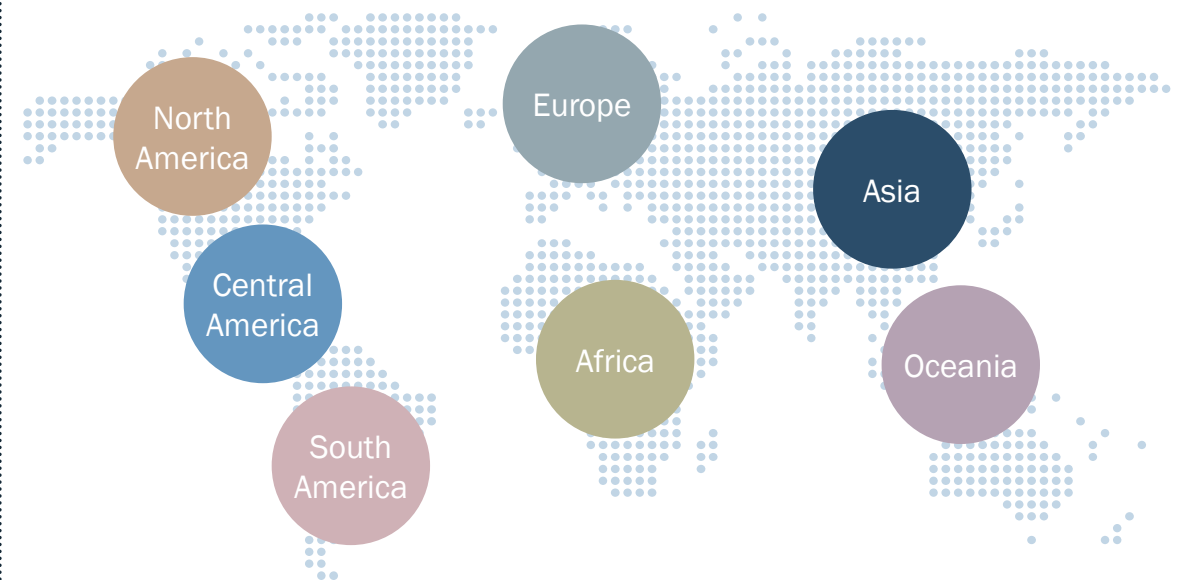 North
America
Europe
Asia
Central
America
Africa
Oceania
South
America